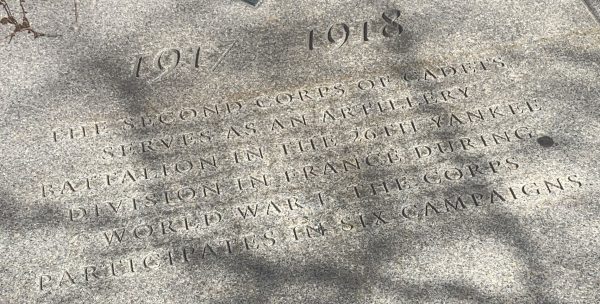 1917 1918
THE SECOND CORPS OF CADETS
SERVES AS AN ARTILLERY
BATTALION IN THE 26TH YANKEE
DIVISION IN FRANCE DURING
WORLD WAR I. THE CORPS
PARTICIPATES IN SIX CAMPAIGNS.